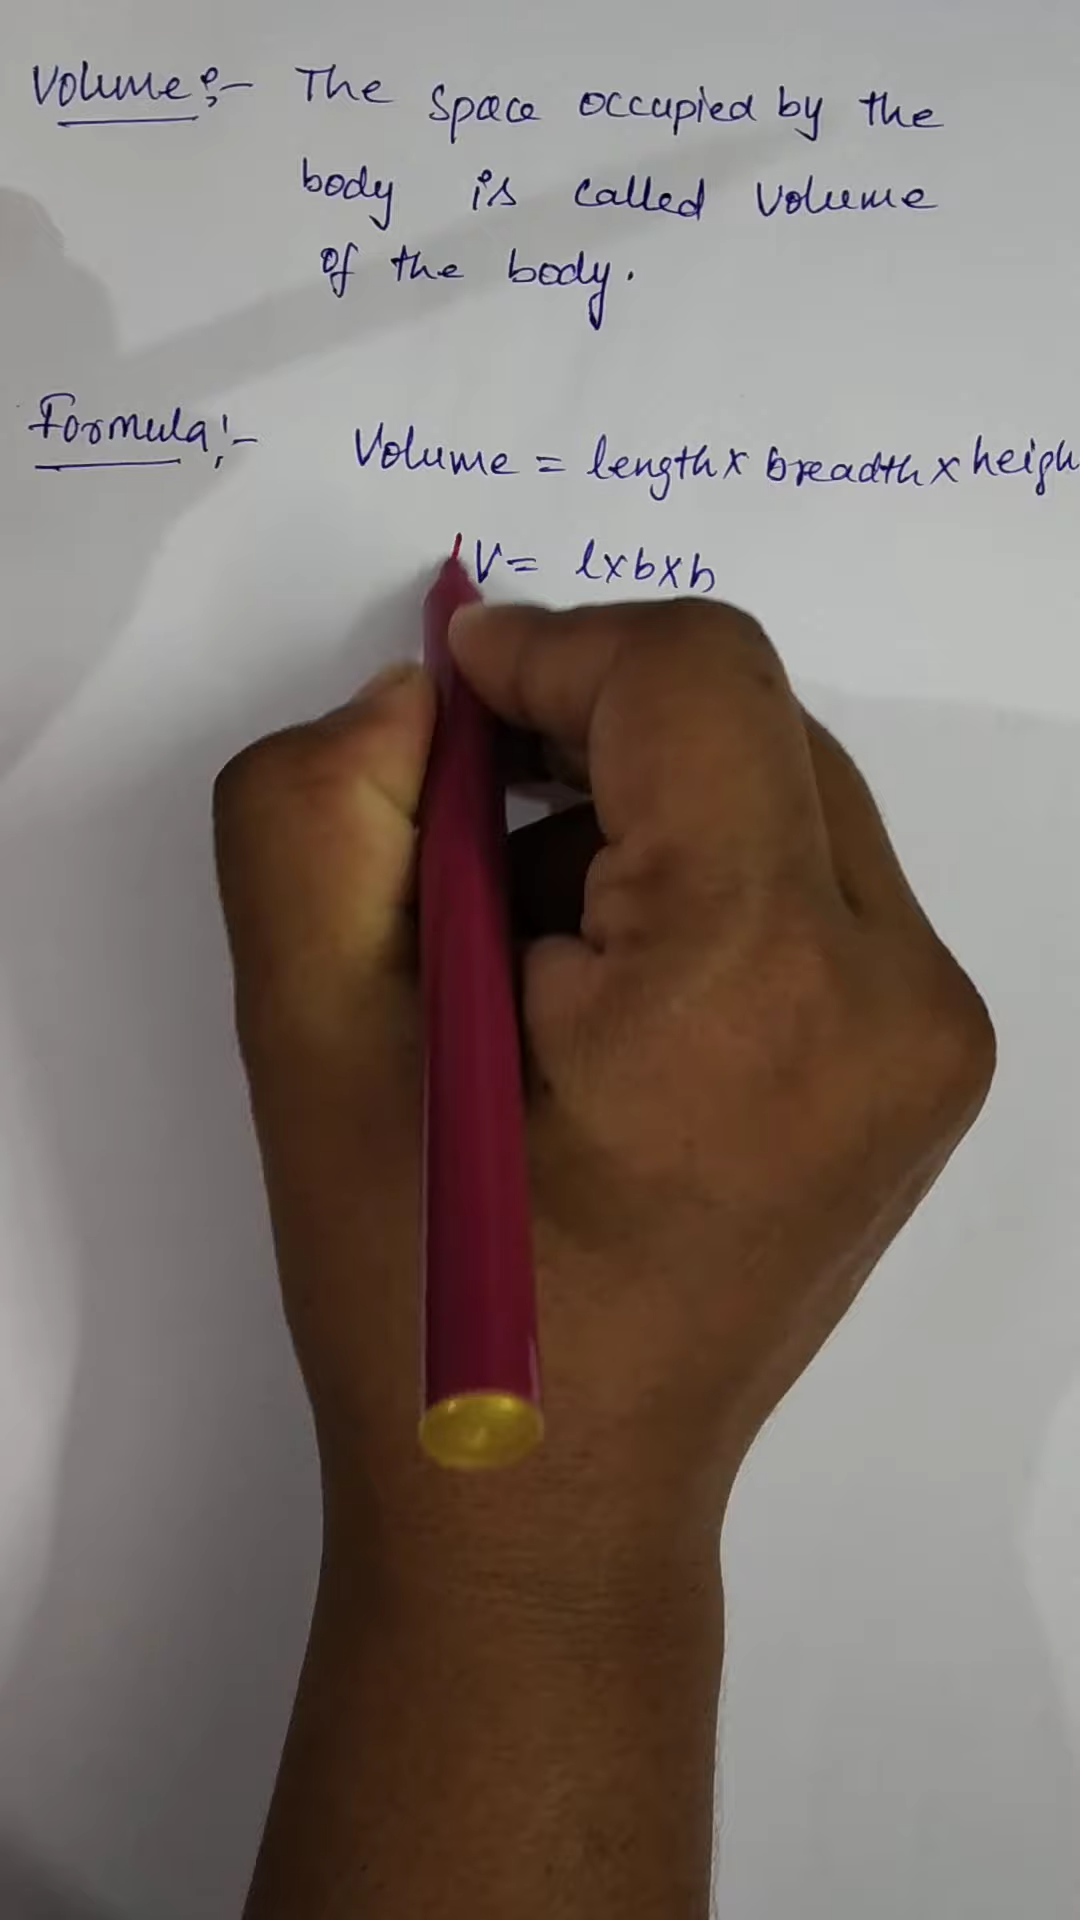 Volume:- The space occupied by the
body is called volume
of the body.
Formula:- Volume = length x breadth x heigh
V = l x b x h